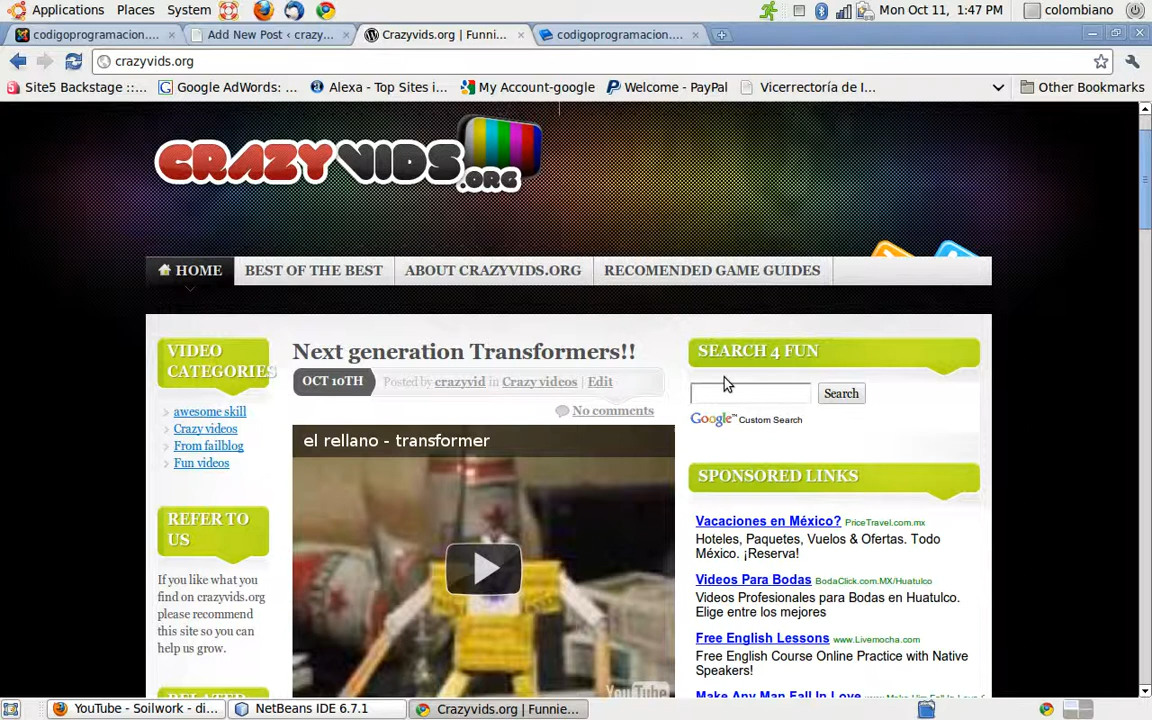 Applications Places System Mon Oct 11, 1:47 PM colombiano
codigoprogramacion.... Add New Post ‹ crazy... Crazyvids.org | Funni... codigoprogramacion....
crazyvids.org
Site5 Backstage ::... Google AdWords: ... Alexa - Top Sites i... My Account-google Welcome - PayPal Vicerrectoría de I... Other Bookmarks
CRAZYVIDS
.ORG
HOME BEST OF THE BEST ABOUT CRAZYVIDS.ORG RECOMENDED GAME GUIDES
VIDEO
CATEGORIES
awesome skill
Crazy videos
From failblog
Fun videos
REFER TO
US
If you like what you
find on crazyvids.org
please recommend
this site so you can
help us grow.
RELATED
Next generation Transformers!!
OCT 10TH Posted by crazyvid in Crazy videos | Edit
No comments
el rellano - transformer
YouTube
SEARCH 4 FUN
Search
Google™ Custom Search
SPONSORED LINKS
Vacaciones en México? PriceTravel.com.mx
Hoteles, Paquetes, Vuelos & Ofertas. Todo
México. ¡Reserva!
Videos Para Bodas BodaClick.com.MX/Huatulco
Videos Profesionales para Bodas en Huatulco.
Elige entre los mejores
Free English Lessons www.Livemocha.com
Free English Course Online Practice with Native
Speakers!
Make Any Man Fall In Love
YouTube - Soilwork - di... NetBeans IDE 6.7.1 Crazyvids.org | Funnie...